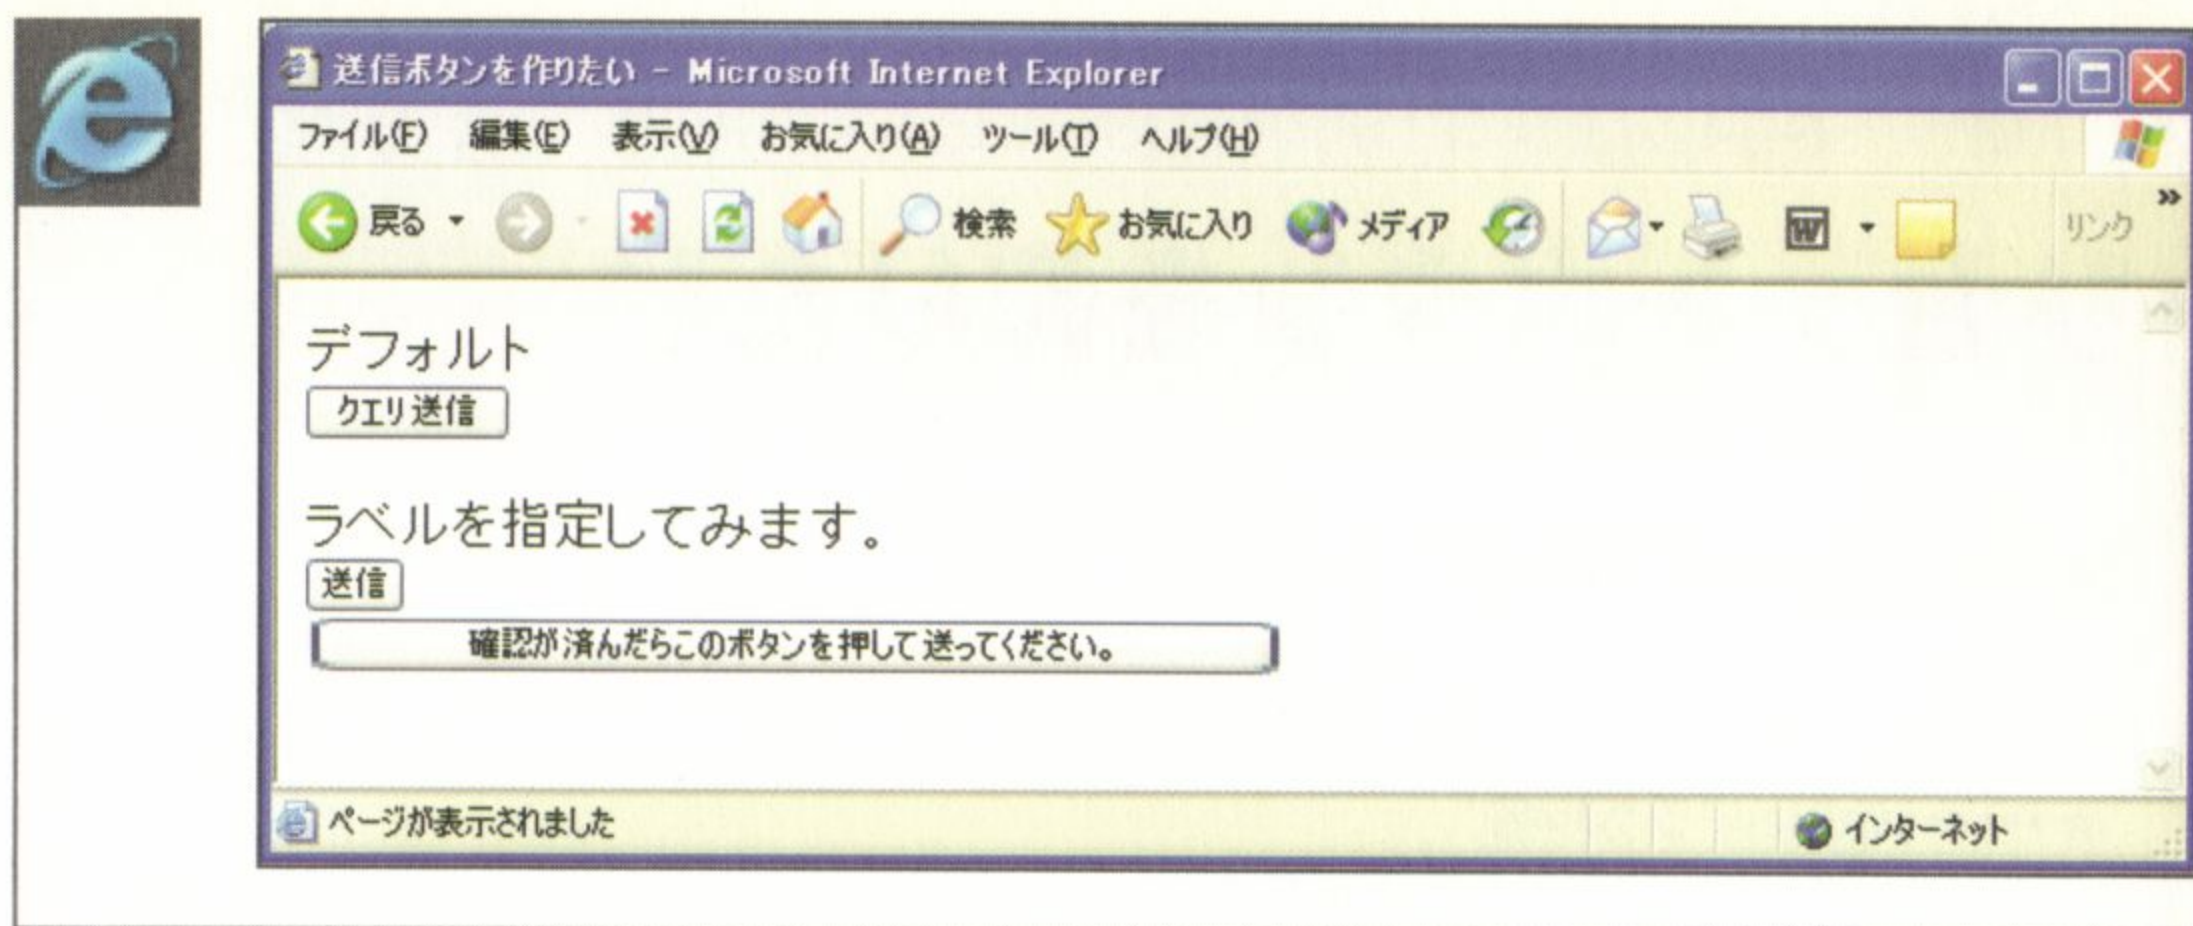 送信ボタンを作りたい - Microsoft Internet Explorer
ファイル(F) 編集(E) 表示(V) お気に入り(A) ツール(T) ヘルプ(H)
戻る 検索 お気に入り メディア W リンク »
デフォルト
クエリ送信
ラベルを指定してみます。
送信
確認が済んだらこのボタンを押して送ってください。
ページが表示されました インターネット